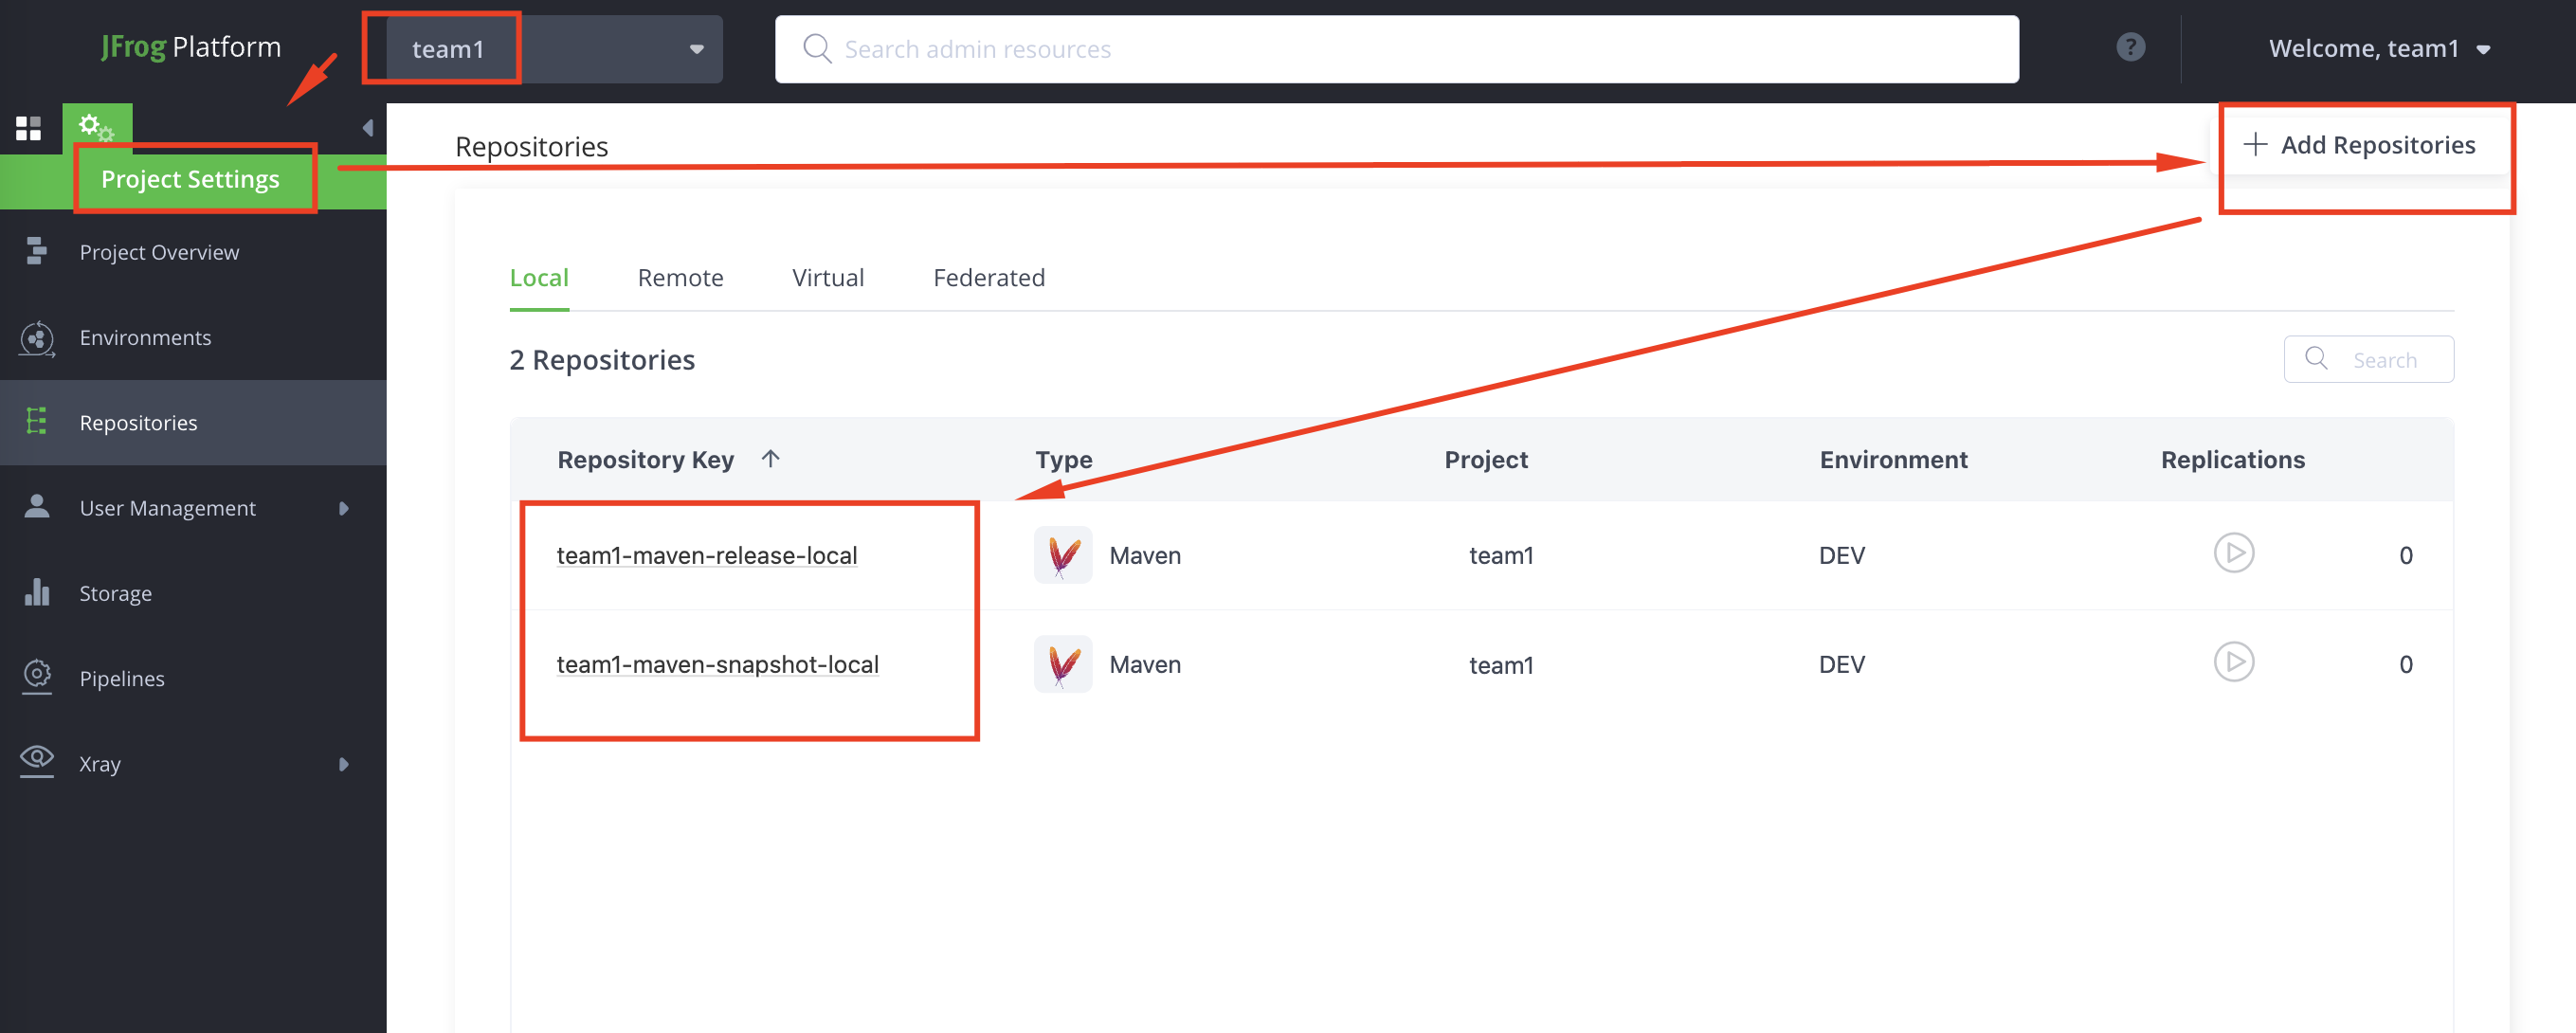 JFrog Platform
team1
Search admin resources
?
Welcome, team1
Project Settings
Project Overview
Environments
Repositories
User Management
Storage
Pipelines
Xray
Repositories
Add Repositories
Local Remote Virtual Federated
2 Repositories
Search
Repository Key Type Project Environment Replications
team1-maven-release-local Maven team1 DEV 0
team1-maven-snapshot-local Maven team1 DEV 0